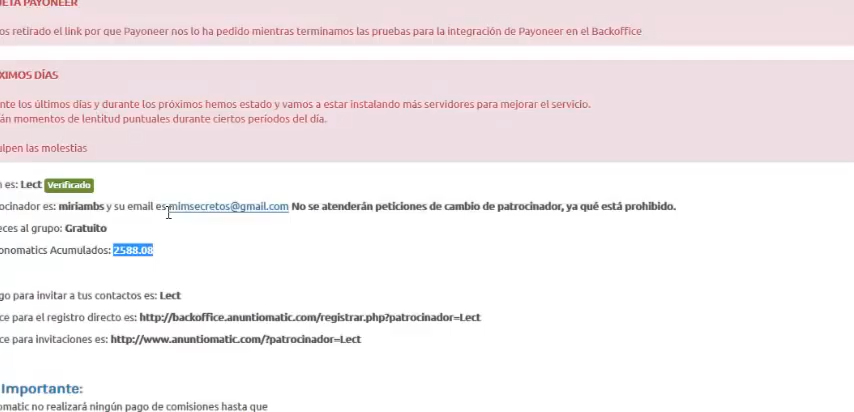 ETA PAYONEER
os retirado el link por que Payoneer nos lo ha pedido mientras terminamos las pruebas para la integración de Payoneer en el Backoffice
XIMOS DÍAS
nte los últimos días y durante los próximos hemos estado y vamos a estar instalando más servidores para mejorar el servicio.
án momentos de lentitud puntuales durante ciertos períodos del día.
ulpen las molestias
n es: Lect Verificado
ocinador es: miriambs y su email es mimsecretos@gmail.com No se atenderán peticiones de cambio de patrocinador, ya qué está prohibido.
eces al grupo: Gratuito
onomatics Acumulados: 2588.08
go para invitar a tus contactos es: Lect
ce para el registro directo es: http://backoffice.anuntiomatic.com/registrar.php?patrocinador=Lect
ce para invitaciones es: http://www.anuntiomatic.com/?patrocinador=Lect
Importante:
omatic no realizará ningún pago de comisiones hasta que